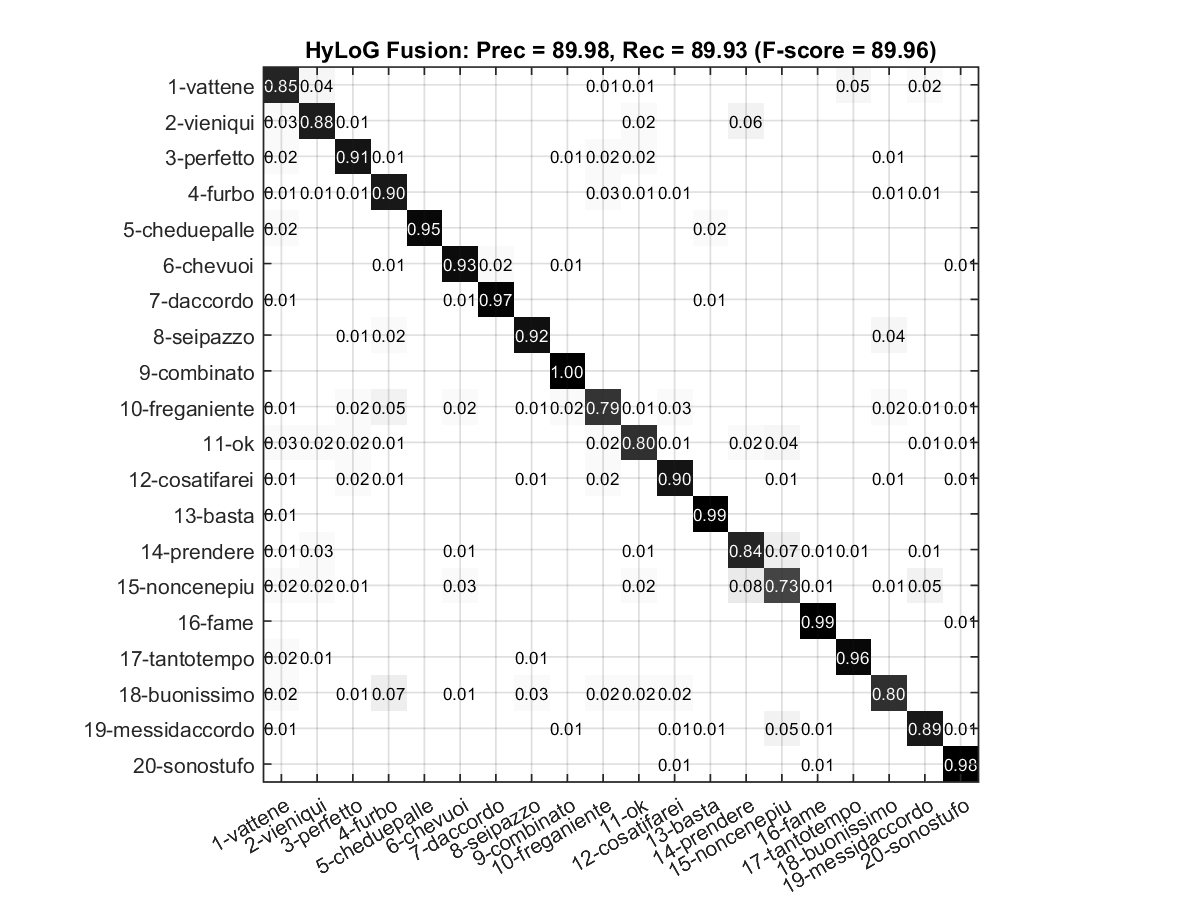 HyLoG Fusion: Prec = 89.98, Rec = 89.93 (F-score = 89.96)
1-vattene 0.85 0.04 0.01 0.01 0.05 0.02
2-vieniqui 0.03 0.88 0.01 0.02 0.06
3-perfetto 0.02 0.91 0.01 0.01 0.02 0.02 0.01
4-furbo 0.01 0.01 0.01 0.90 0.03 0.01 0.01 0.01 0.01
5-cheduepalle 0.02 0.95 0.02
6-chevuoi 0.01 0.93 0.02 0.01 0.01
7-daccordo 0.01 0.01 0.97 0.01
8-seipazzo 0.01 0.02 0.92 0.04
9-combinato 1.00
10-freganiente 0.01 0.02 0.05 0.02 0.01 0.02 0.79 0.01 0.03 0.02 0.01 0.01
11-ok 0.03 0.02 0.02 0.01 0.02 0.80 0.01 0.02 0.04 0.01 0.01
12-cosatifarei 0.01 0.02 0.01 0.01 0.02 0.90 0.01 0.01 0.01
13-basta 0.01 0.99
14-prendere 0.01 0.03 0.01 0.01 0.84 0.07 0.01 0.01 0.01
15-noncenepiu 0.02 0.02 0.01 0.03 0.02 0.08 0.73 0.01 0.01 0.05
16-fame 0.99 0.01
17-tantotempo 0.02 0.01 0.01 0.96
18-buonissimo 0.02 0.01 0.07 0.01 0.03 0.02 0.02 0.02 0.80
19-messidaccordo 0.01 0.01 0.01 0.01 0.05 0.01 0.89 0.01
20-sonostufo 0.01 0.01 0.98
1-vattene
2-vieniqui
3-perfetto
4-furbo
5-cheduepalle
6-chevuoi
7-daccordo
8-seipazzo
9-combinato
10-freganiente
11-ok
12-cosatifarei
13-basta
14-prendere
15-noncenepiu
16-fame
17-tantotempo
18-buonissimo
19-messidaccordo
20-sonostufo